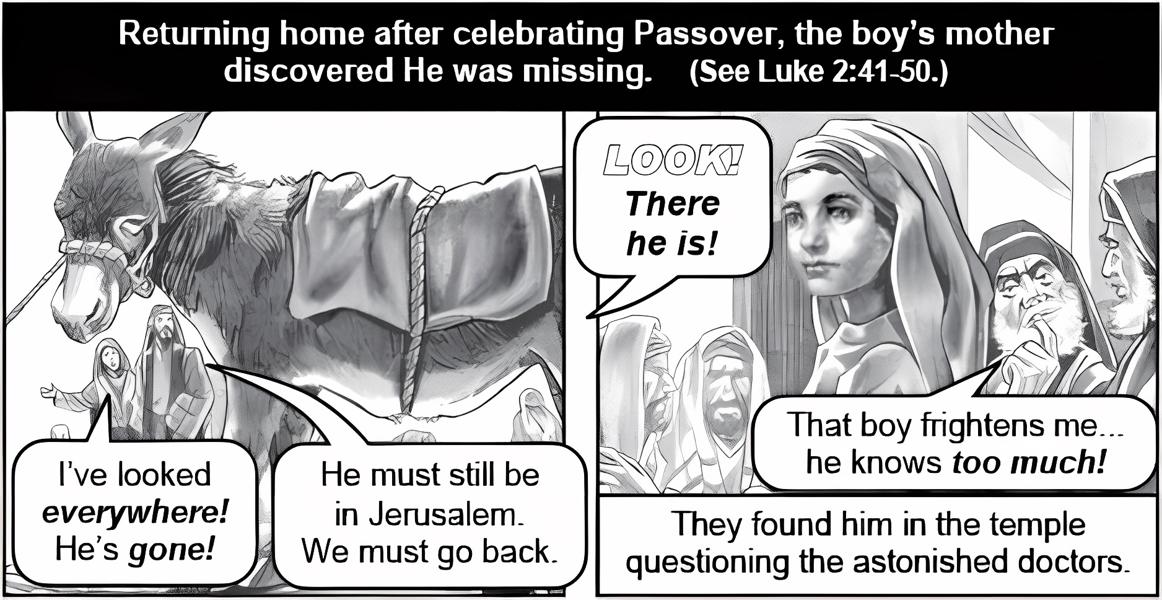 Returning home after celebrating Passover, the boy's mother
discovered He was missing. (See Luke 2:41-50.)
I've looked
everywhere!
He's gone!
He must still be
in Jerusalem.
We must go back.
LOOK!
There
he is!
That boy frightens me...
he knows too much!
They found him in the temple
questioning the astonished doctors.